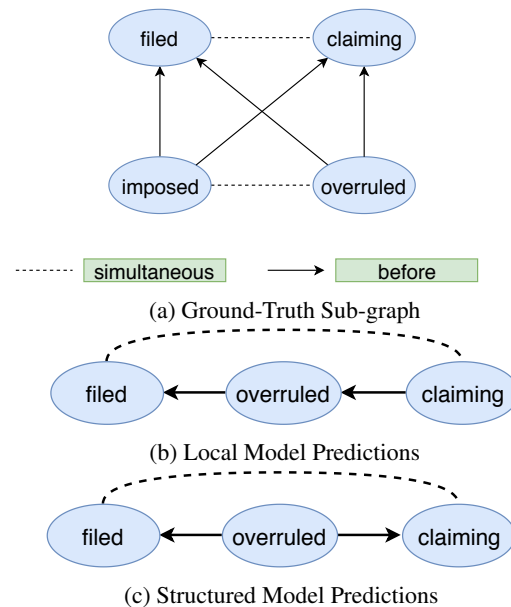 filed claiming
imposed overruled
simultaneous before
(a) Ground-Truth Sub-graph
filed overruled claiming
(b) Local Model Predictions
filed overruled claiming
(c) Structured Model Predictions